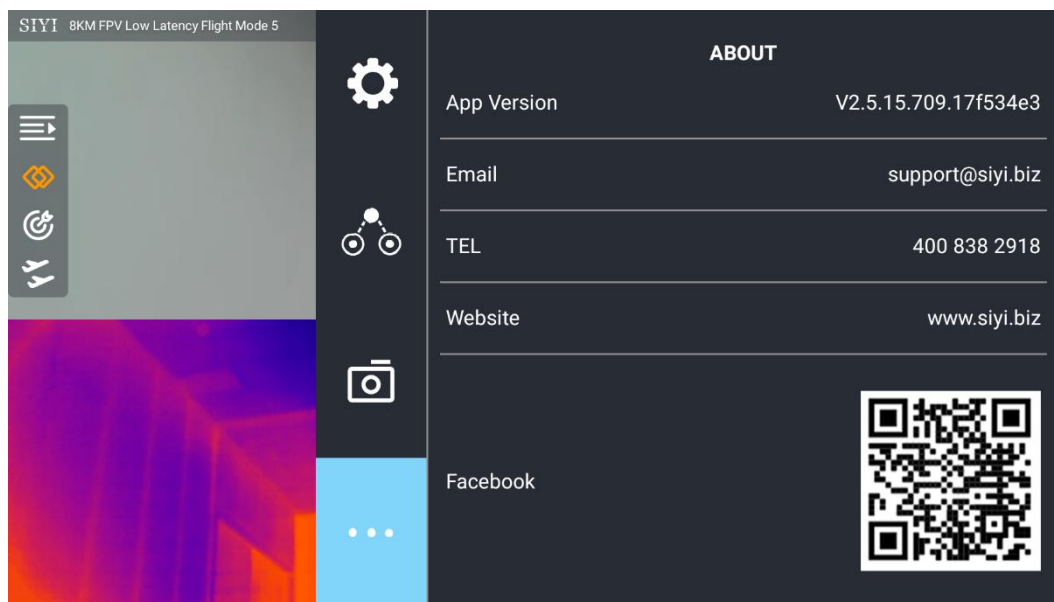 SIYI 8KM FPV Low Latency Flight Mode 5
ABOUT
App Version V2.5.15.709.17f534e3
Email support@siyi.biz
TEL 400 838 2918
Website www.siyi.biz
Facebook